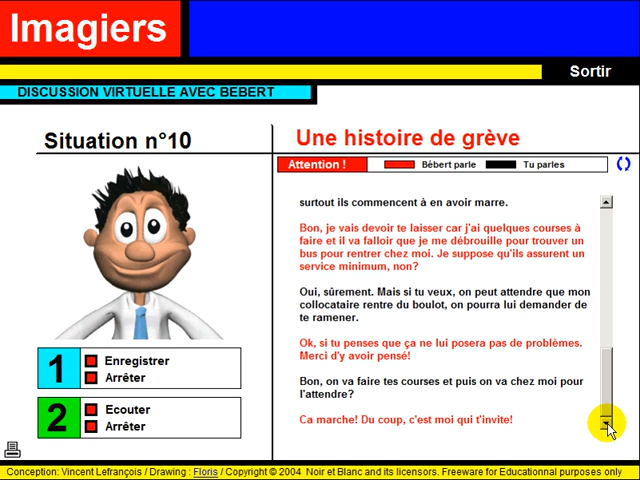 Imagiers
Sortir
DISCUSSION VIRTUELLE AVEC BEBERT
Situation n°10
Une histoire de grève
Attention !
Bébert parle
Tu parles
surtout ils commencent à en avoir marre.
Bon, je vais devoir te laisser car j'ai quelques courses à
faire et il va falloir que je me débrouille pour trouver un
bus pour rentrer chez moi. Je suppose qu'ils assurent un
service minimum, non?
Oui, sûrement. Mais si tu veux, on peut attendre que mon
collocataire rentre du boulot, on pourra lui demander de
te ramener.
Ok, si tu penses que ça ne lui posera pas de problèmes.
Merci d'y avoir pensé!
Bon, on va faire tes courses et puis on va chez moi pour
l'attendre?
Ca marche! Du coup, c'est moi qui t'invite!
1
Enregistrer
Arrêter
2
Ecouter
Arrêter
Conception: Vincent Lefrançois / Drawing : Floris / Copyright © 2004 Noir et Blanc and its licensors. Freeware for Educationnal purposes only